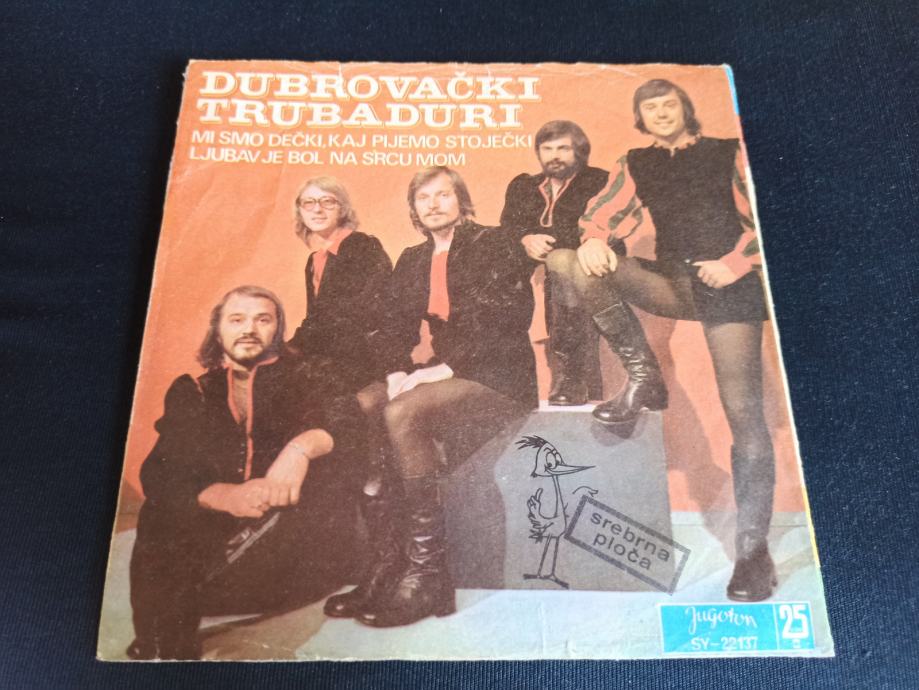 DUBROVAČKI
TRUBADURI
MI SMO DEČKI, KAJ PIJEMO STOJEČKI
LJUBAV JE BOL NA SRCU MOM
srebrna
ploča
Jugoton
25
SY-22137